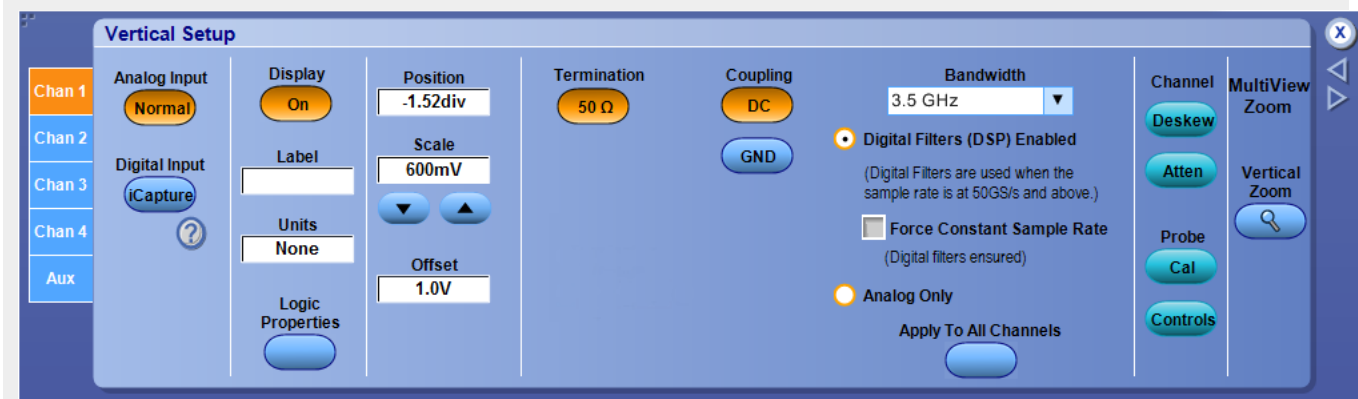 Vertical Setup
X
Chan 1
Chan 2
Chan 3
Chan 4
Aux
Analog Input
Normal
Digital Input
iCapture
?
Display
On
Label
Units
None
Logic
Properties
Position
-1.52div
Scale
600mV
Offset
1.0V
Termination
50 Ω
Coupling
DC
GND
Bandwidth
3.5 GHz
Digital Filters (DSP) Enabled
(Digital Filters are used when the
sample rate is at 50GS/s and above.)
Force Constant Sample Rate
(Digital filters ensured)
Analog Only
Apply To All Channels
Channel
Deskew
Atten
Probe
Cal
Controls
MultiView
Zoom
Vertical
Zoom